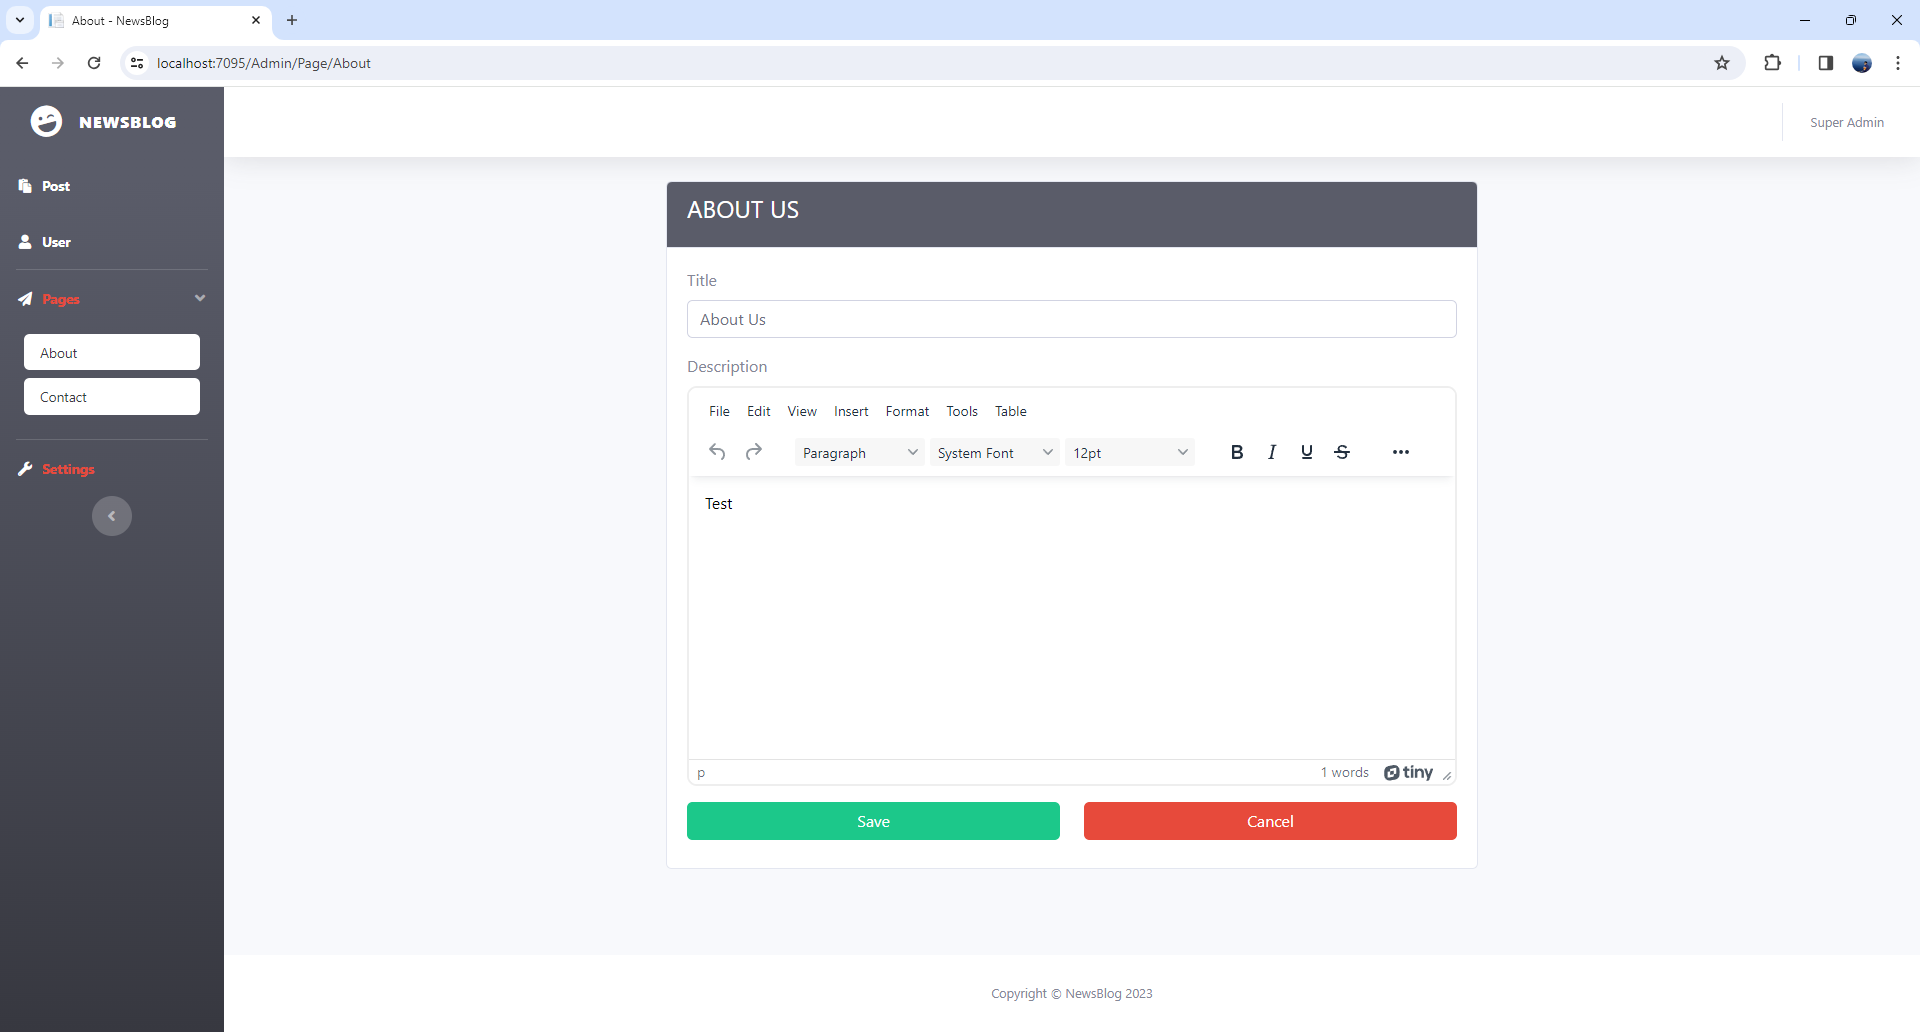 About - NewsBlog
localhost:7095/Admin/Page/About
NEWSBLOG
Super Admin
Post
User
Pages
About
Contact
Settings
ABOUT US
Title
About Us
Description
File Edit View Insert Format Tools Table
Paragraph System Font 12pt B I U S
Test
p 1 words tiny
Save Cancel
Copyright © NewsBlog 2023